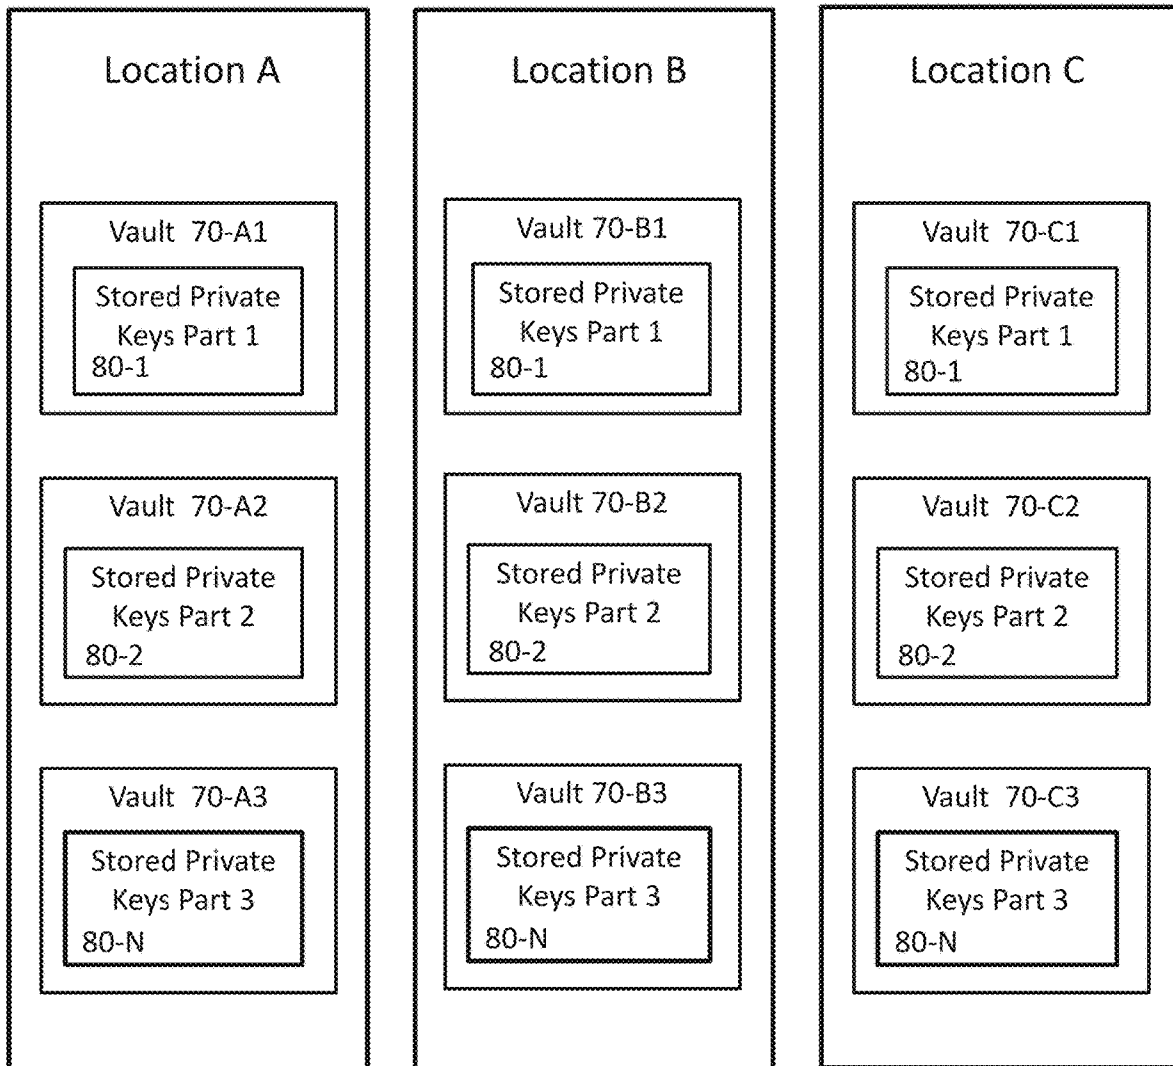 Location A
Vault 70-A1
Stored Private
Keys Part 1
80-1
Vault 70-A2
Stored Private
Keys Part 2
80-2
Vault 70-A3
Stored Private
Keys Part 3
80-N
Location B
Vault 70-B1
Stored Private
Keys Part 1
80-1
Vault 70-B2
Stored Private
Keys Part 2
80-2
Vault 70-B3
Stored Private
Keys Part 3
80-N
Location C
Vault 70-C1
Stored Private
Keys Part 1
80-1
Vault 70-C2
Stored Private
Keys Part 2
80-2
Vault 70-C3
Stored Private
Keys Part 3
80-N